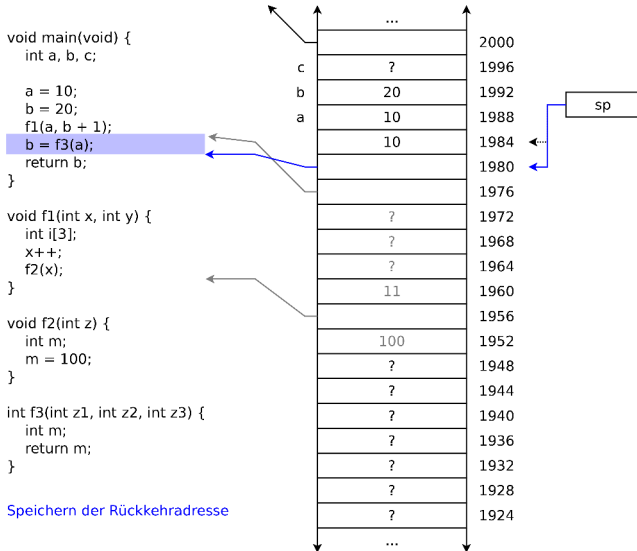 void main(void) {
int a, b, c;
a = 10;
b = 20;
f1(a, b + 1);
b = f3(a);
return b;
}
void f1(int x, int y) {
int i[3];
x++;
f2(x);
}
void f2(int z) {
int m;
m = 100;
}
int f3(int z1, int z2, int z3) {
int m;
return m;
}
Speichern der Rückkehradresse
...
2000
c ? 1996
b 20 1992
a 10 1988
10 1984
1980
1976
? 1972
? 1968
? 1964
11 1960
1956
100 1952
? 1948
? 1944
? 1940
? 1936
? 1932
? 1928
? 1924
...
sp